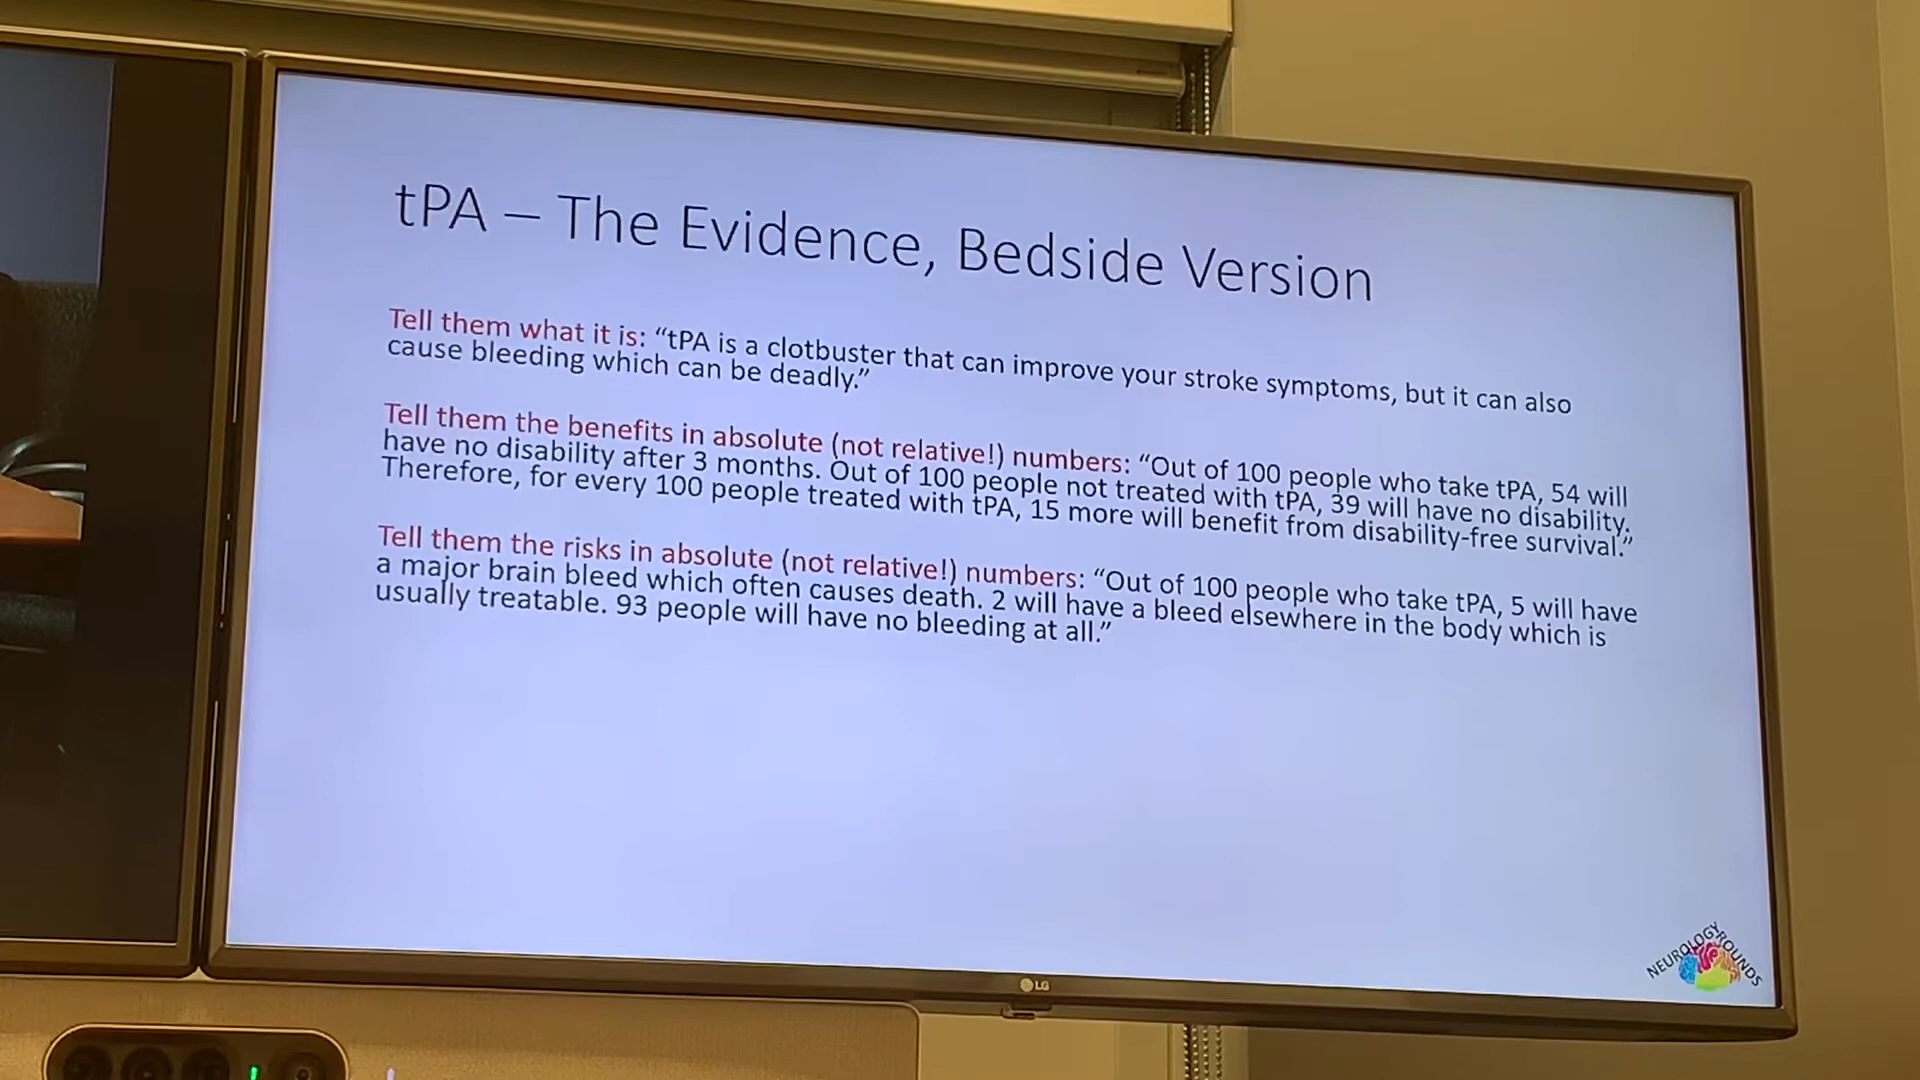 tPA – The Evidence, Bedside Version
Tell them what it is: “tPA is a clotbuster that can improve your stroke symptoms, but it can also
cause bleeding which can be deadly.”
Tell them the benefits in absolute (not relative!) numbers: “Out of 100 people who take tPA, 54 will
have no disability after 3 months. Out of 100 people not treated with tPA, 39 will have no disability.
Therefore, for every 100 people treated with tPA, 15 more will benefit from disability-free survival.”
Tell them the risks in absolute (not relative!) numbers: “Out of 100 people who take tPA, 5 will have
a major brain bleed which often causes death. 2 will have a bleed elsewhere in the body which is
usually treatable. 93 people will have no bleeding at all.”
NEUROLOGY ROUNDS
LG